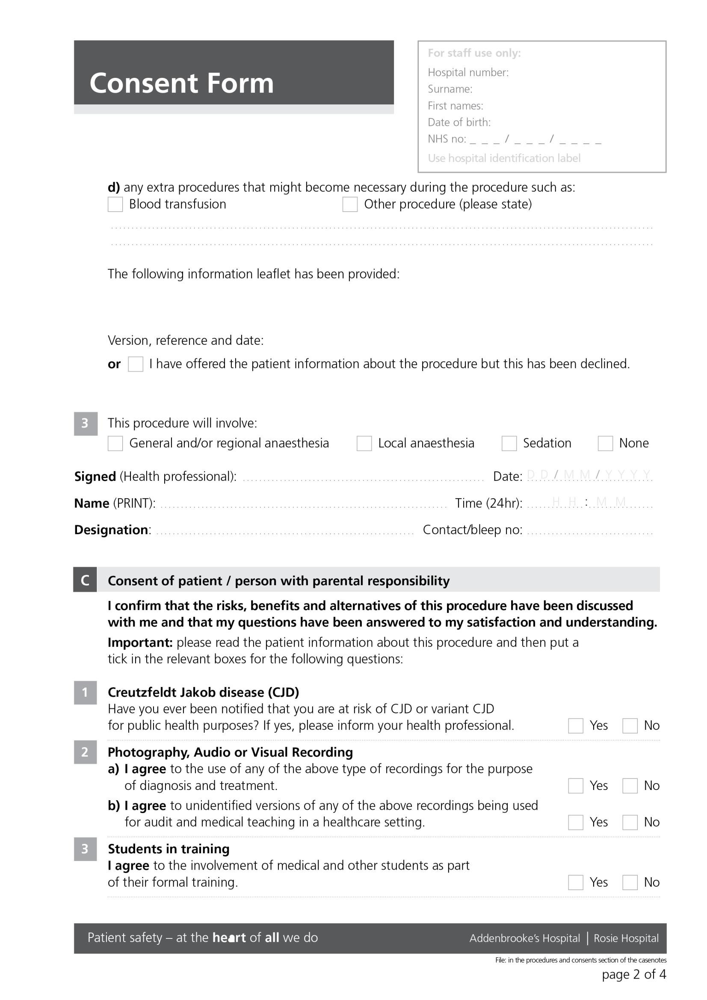 Consent Form
For staff use only:
Hospital number:
Surname:
First names:
Date of birth:
NHS no: _ _ _ / _ _ _ / _ _ _ _
Use hospital identification label
d) any extra procedures that might become necessary during the procedure such as:
Blood transfusion Other procedure (please state)
The following information leaflet has been provided:
Version, reference and date:
or I have offered the patient information about the procedure but this has been declined.
3 This procedure will involve:
General and/or regional anaesthesia Local anaesthesia Sedation None
Signed (Health professional): Date: D D / M M / Y Y Y Y
Name (PRINT): Time (24hr): H H : M M
Designation: Contact/bleep no:
C Consent of patient / person with parental responsibility
I confirm that the risks, benefits and alternatives of this procedure have been discussed
with me and that my questions have been answered to my satisfaction and understanding.
Important: please read the patient information about this procedure and then put a
tick in the relevant boxes for the following questions:
1 Creutzfeldt Jakob disease (CJD)
Have you ever been notified that you are at risk of CJD or variant CJD
for public health purposes? If yes, please inform your health professional. Yes No
2 Photography, Audio or Visual Recording
a) I agree to the use of any of the above type of recordings for the purpose
of diagnosis and treatment. Yes No
b) I agree to unidentified versions of any of the above recordings being used
for audit and medical teaching in a healthcare setting. Yes No
3 Students in training
I agree to the involvement of medical and other students as part
of their formal training. Yes No
Patient safety – at the heart of all we do Addenbrooke's Hospital | Rosie Hospital
File: in the procedures and consents section of the casenotes
page 2 of 4